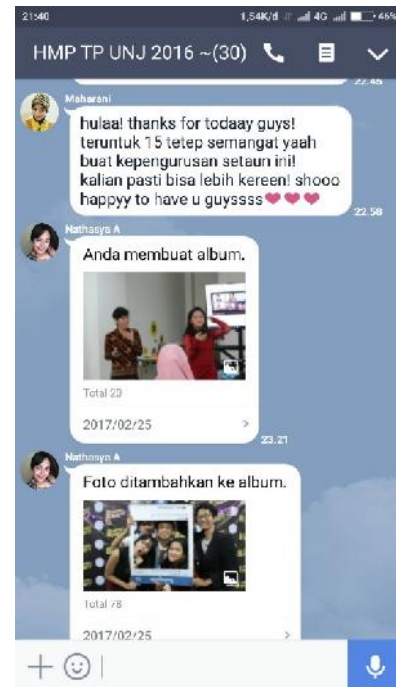 21:40
1,54K/d
4G
46%
HMP TP UNJ 2016 ~(30)
22.45
Maharani
hulaa! thanks for todaay guys!
teruntuk 15 tetep semangat yaah
buat kepengurusan setaun ini!
kalian pasti bisa lebih kereen! shooo
happyy to have u guyssss
22.58
Nathasya A
Anda membuat album.
Total 20
2017/02/25
23.21
Nathasya A
Foto ditambahkan ke album.
Total 78
2017/02/25